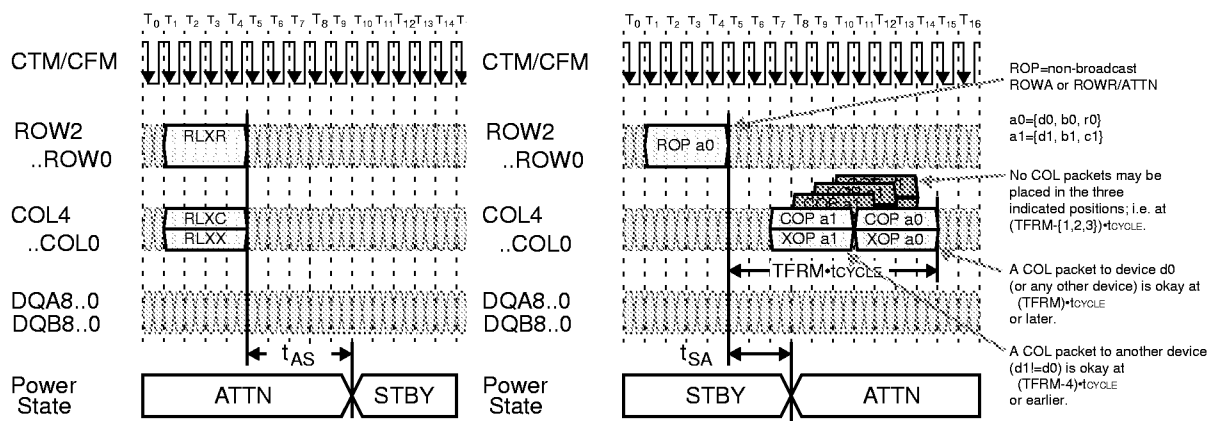 T0 T1 T2 T3 T4 T5 T6 T7 T8 T9 T10 T11 T12 T13 T14 T
CTM/CFM
ROW2
..ROW0
RLXR
COL4
..COL0
RLXC
RLXX
DQA8..0
DQB8..0
tAS
Power
State
ATTN
STBY
T0 T1 T2 T3 T4 T5 T6 T7 T8 T9 T10 T11 T12 T13 T14 T15 T16
CTM/CFM
ROW2
..ROW0
ROP a0
COL4
..COL0
COP a1
COP a0
XOP a1
XOP a0
TFRM•tCYCLE
DQA8..0
DQB8..0
tSA
Power
State
STBY
ATTN
ROP=non-broadcast
ROWA or ROWR/ATTN
a0={d0, b0, r0}
a1={d1, b1, c1}
No COL packets may be
placed in the three
indicated positions; i.e. at
(TFRM-{1,2,3})•tCYCLE.
A COL packet to device d0
(or any other device) is okay at
(TFRM)•tCYCLE
or later.
A COL packet to another device
(d1!=d0) is okay at
(TFRM-4)•tCYCLE
or earlier.